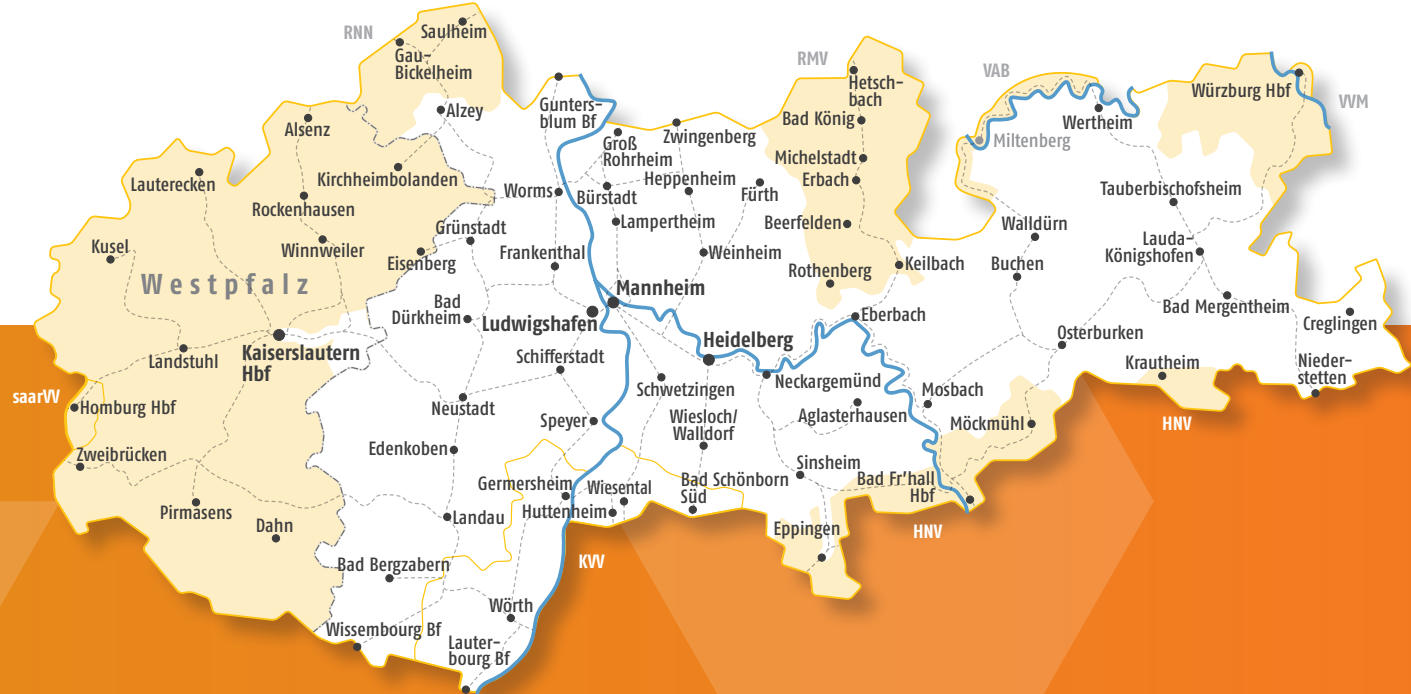 RNN
Saulheim
Gau-
Bickelheim
Alzey
Alsenz
Kirchheimbolanden
Lauterecken
Rockenhausen
Winnweiler
Kusel
Westpfalz
Eisenberg
Grünstadt
Landstuhl
Kaiserslautern
Hbf
saarVV
Homburg Hbf
Zweibrücken
Pirmasens
Dahn
Gunters-
blum Bf
Worms
Frankenthal
Bad
Dürkheim
Ludwigshafen
Schifferstadt
Neustadt
Speyer
Edenkoben
Germersheim
Landau
Bad Bergzabern
Wörth
Wissembourg Bf
Lauter-
bourg Bf
Groß
Rohrheim
Zwingenberg
Bürstadt
Heppenheim
Fürth
Lampertheim
Weinheim
Mannheim
Heidelberg
Schwetzingen
Wiesloch/
Walldorf
Wiesental
Huttenheim
Bad Schönborn
Süd
KVV
RMV
Hetsch-
bach
Bad König
Michelstadt
Erbach
Beerfelden
Rothenberg
Keilbach
Eberbach
Neckargemünd
Aglasterhausen
Sinsheim
Bad Fr'hall
Hbf
Eppingen
HNV
Mosbach
Möckmühl
VAB
Miltenberg
Wertheim
Würzburg Hbf
VVM
Tauberbischofsheim
Walldürn
Lauda-
Königshofen
Buchen
Bad Mergentheim
Osterburken
Creglingen
Krautheim
Nieder-
stetten
HNV